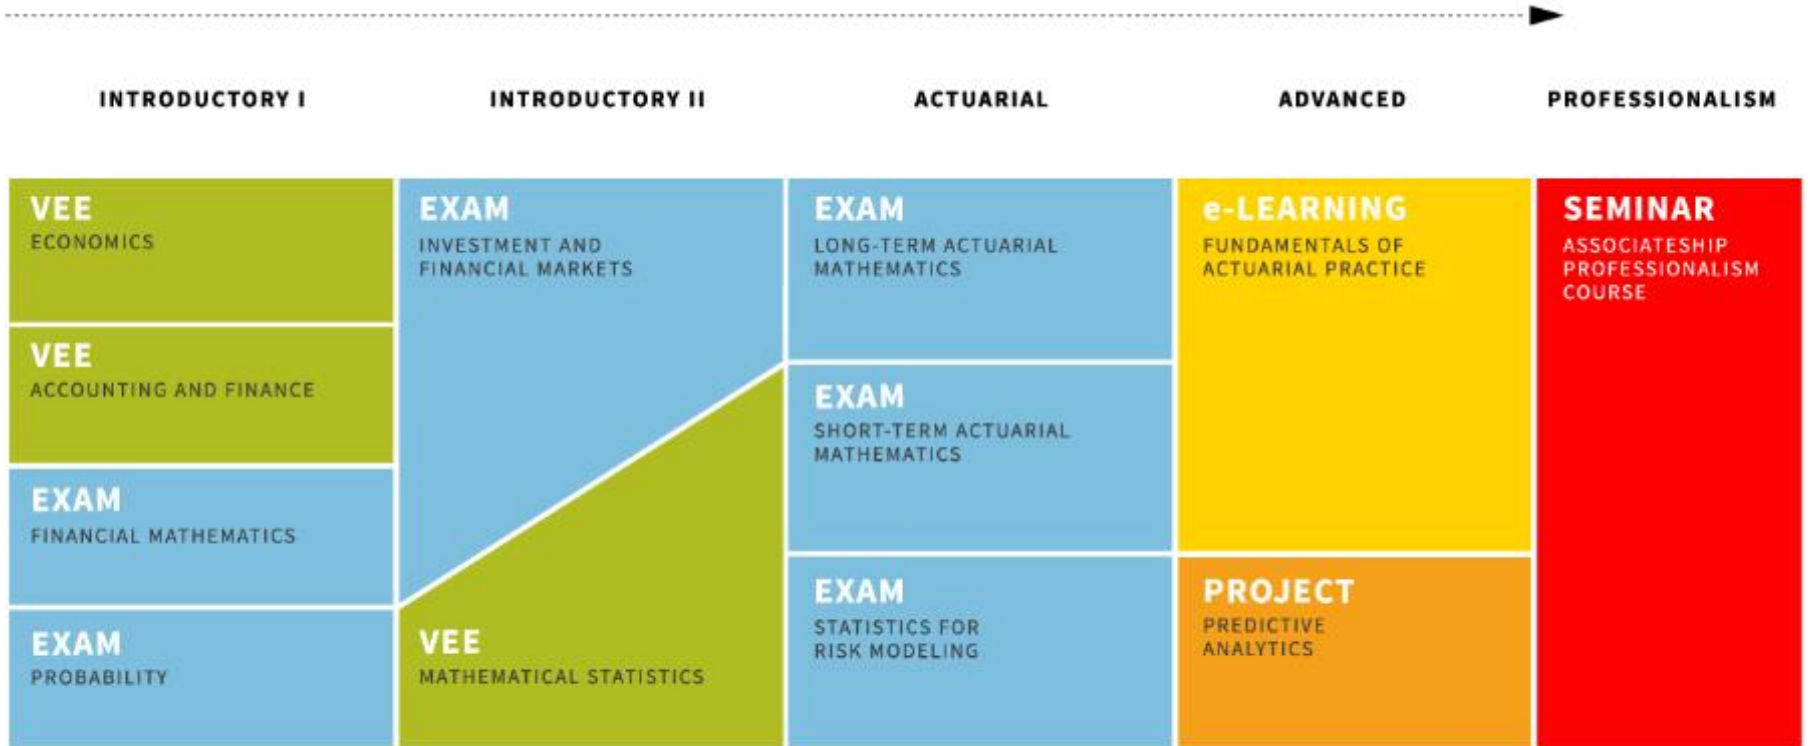 INTRODUCTORY I
INTRODUCTORY II
ACTUARIAL
ADVANCED
PROFESSIONALISM
VEE
ECONOMICS
VEE
ACCOUNTING AND FINANCE
EXAM
FINANCIAL MATHEMATICS
EXAM
PROBABILITY
EXAM
INVESTMENT AND
FINANCIAL MARKETS
VEE
MATHEMATICAL STATISTICS
EXAM
LONG-TERM ACTUARIAL
MATHEMATICS
EXAM
SHORT-TERM ACTUARIAL
MATHEMATICS
EXAM
STATISTICS FOR
RISK MODELING
e-LEARNING
FUNDAMENTALS OF
ACTUARIAL PRACTICE
PROJECT
PREDICTIVE
ANALYTICS
SEMINAR
ASSOCIATESHIP
PROFESSIONALISM
COURSE